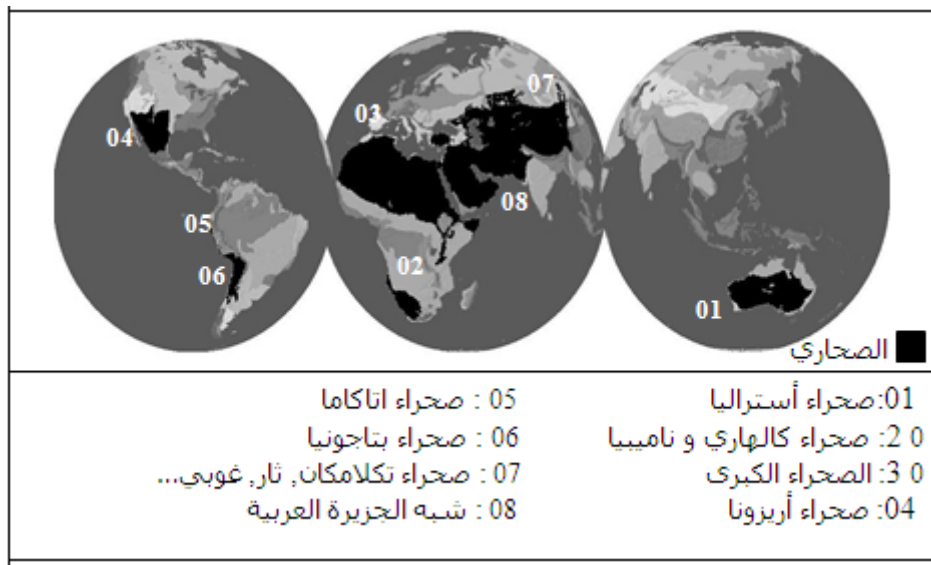 07
03
04
08
05
02
06
01
الصحاري
01:صحراء أستراليا
0 2: صحراء كالهاري و ناميبيا
0 3: الصحراء الكبرى
04: صحراء أريزونا
05 : صحراء اتاكاما
06 : صحراء بتاجونيا
07 : صحراء تكلامكان, ثار, غوبي...
08 : شبه الجزيرة العربية